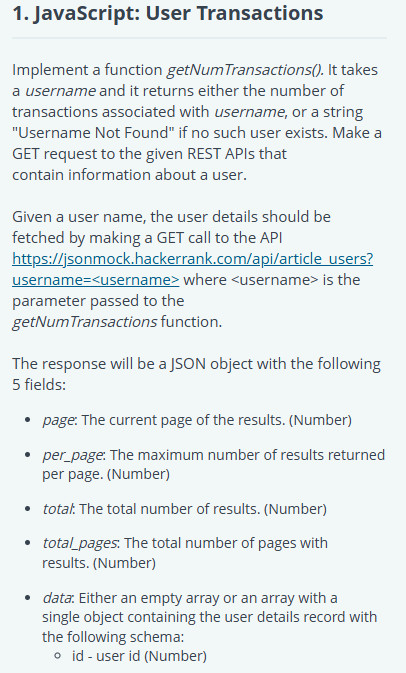 1. JavaScript: User Transactions
Implement a function getNumTransactions(). It takes
a username and it returns either the number of
transactions associated with username, or a string
"Username Not Found" if no such user exists. Make a
GET request to the given REST APIs that
contain information about a user.
Given a user name, the user details should be
fetched by making a GET call to the API
https://jsonmock.hackerrank.com/api/article_users?
username=<username> where <username> is the
parameter passed to the
getNumTransactions function.
The response will be a JSON object with the following
5 fields:
• page: The current page of the results. (Number)
• per_page: The maximum number of results returned
per page. (Number)
• total: The total number of results. (Number)
• total_pages: The total number of pages with
results. (Number)
• data: Either an empty array or an array with a
single object containing the user details record with
the following schema:
◦ id - user id (Number)